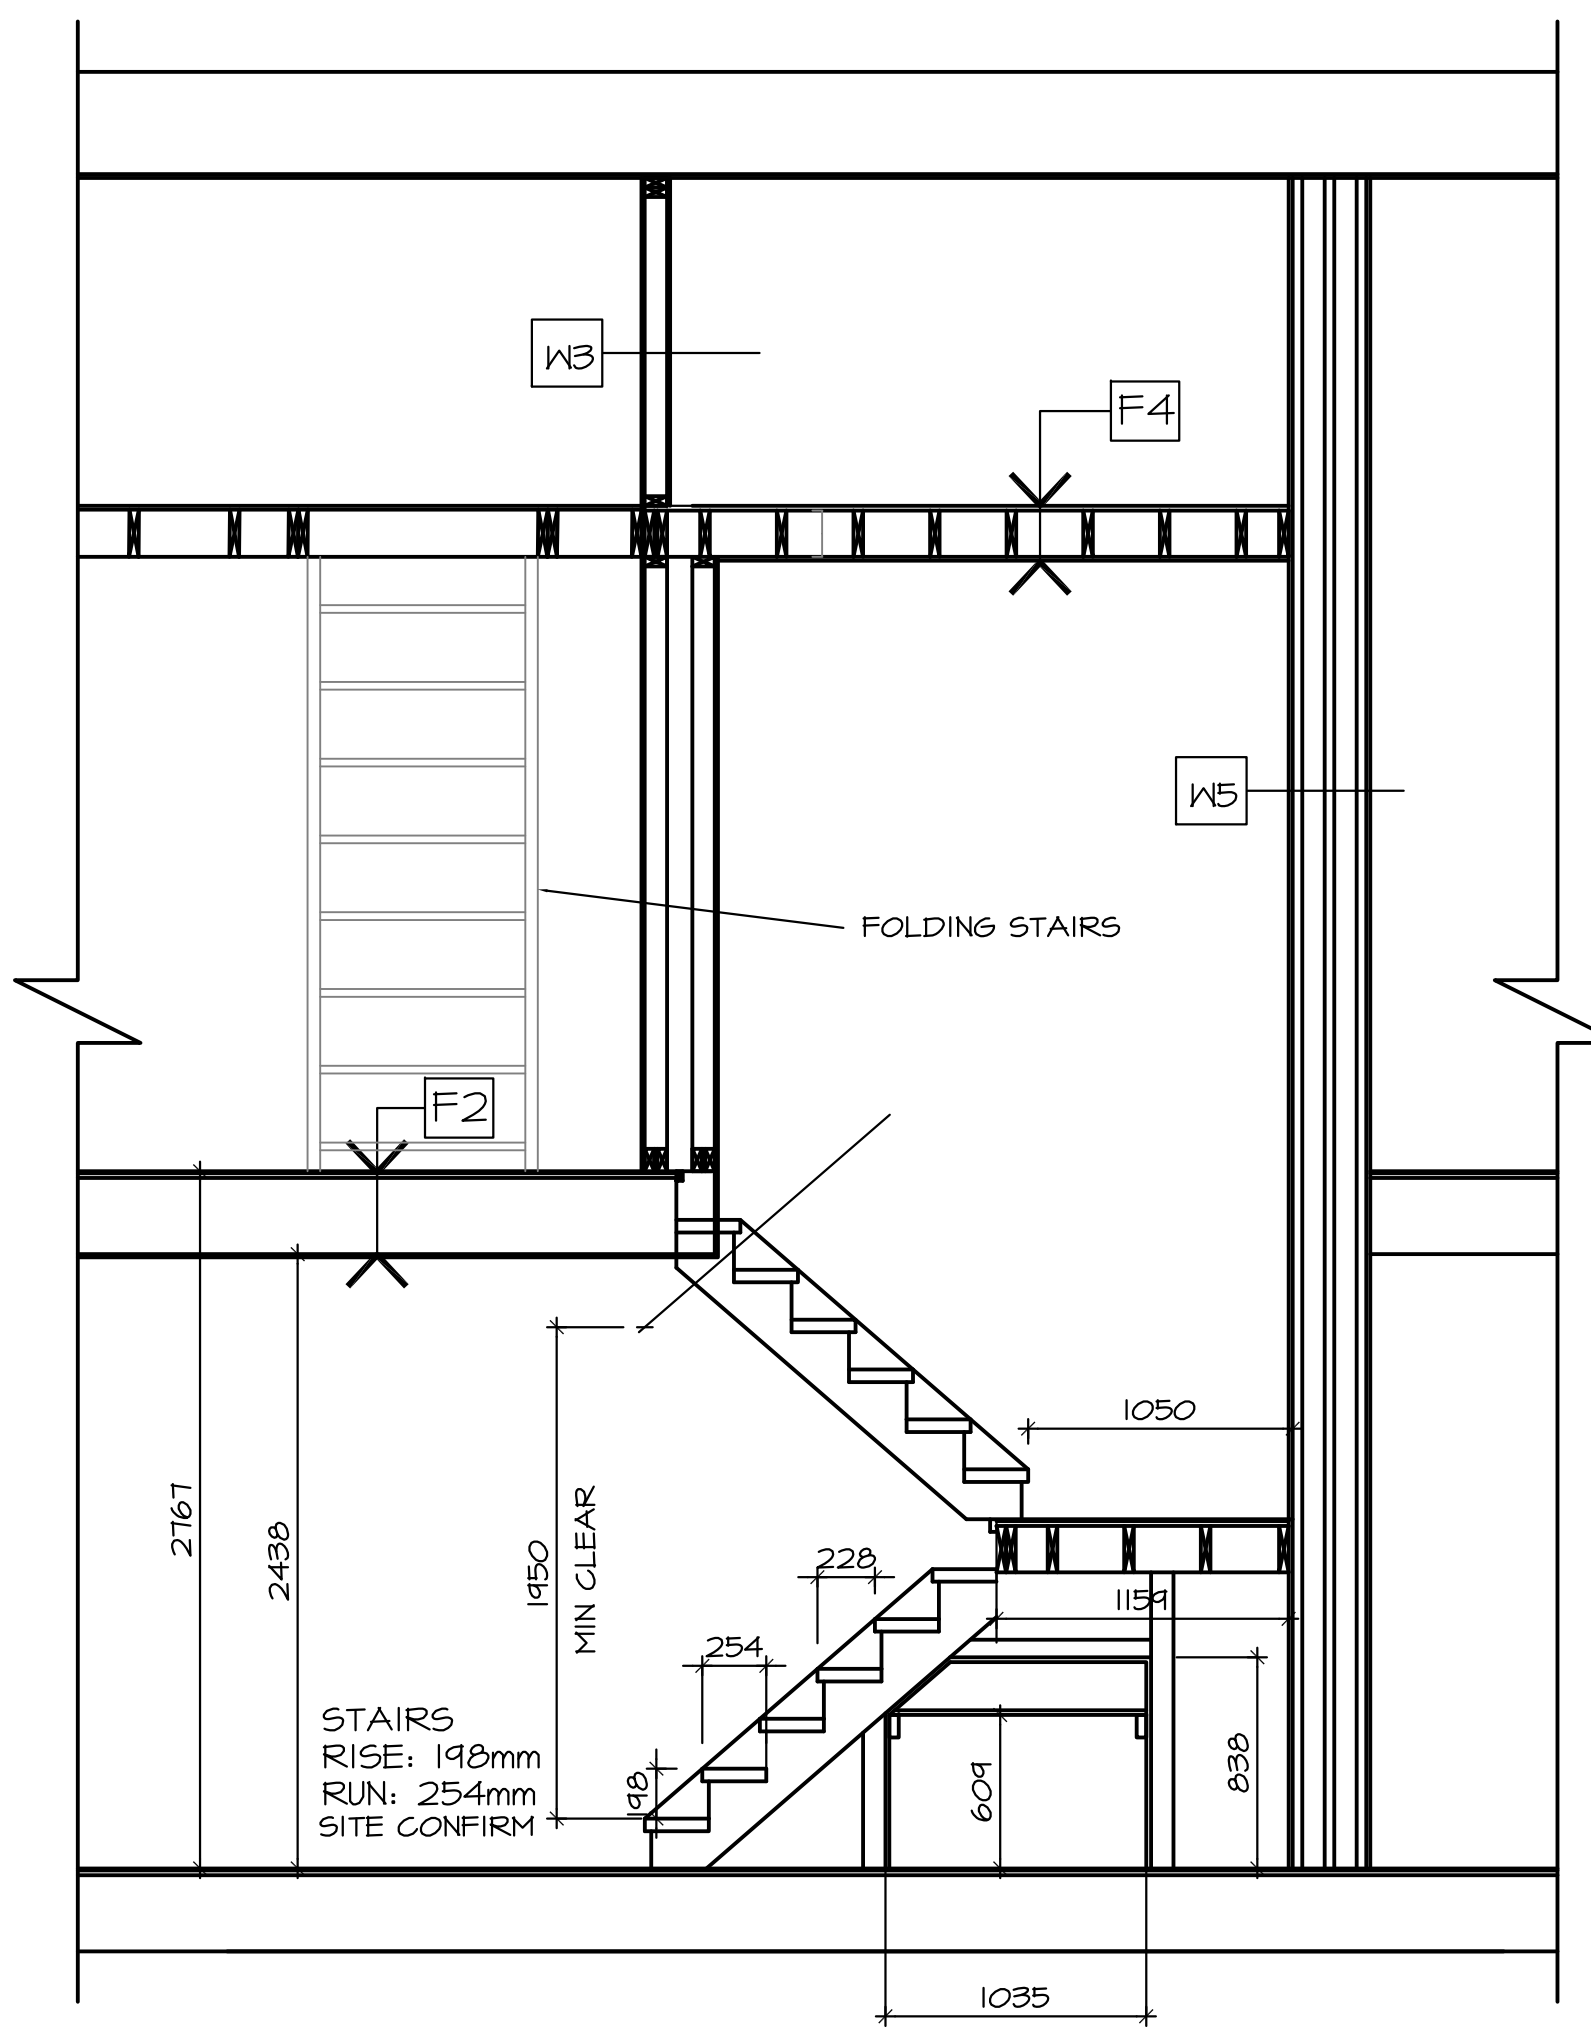 W3
F4
W5
FOLDING STAIRS
F2
1050
2767
2438
1950
MIN CLEAR
228
1159
254
STAIRS
RISE: 198mm
RUN: 254mm
SITE CONFIRM
198
609
838
1035